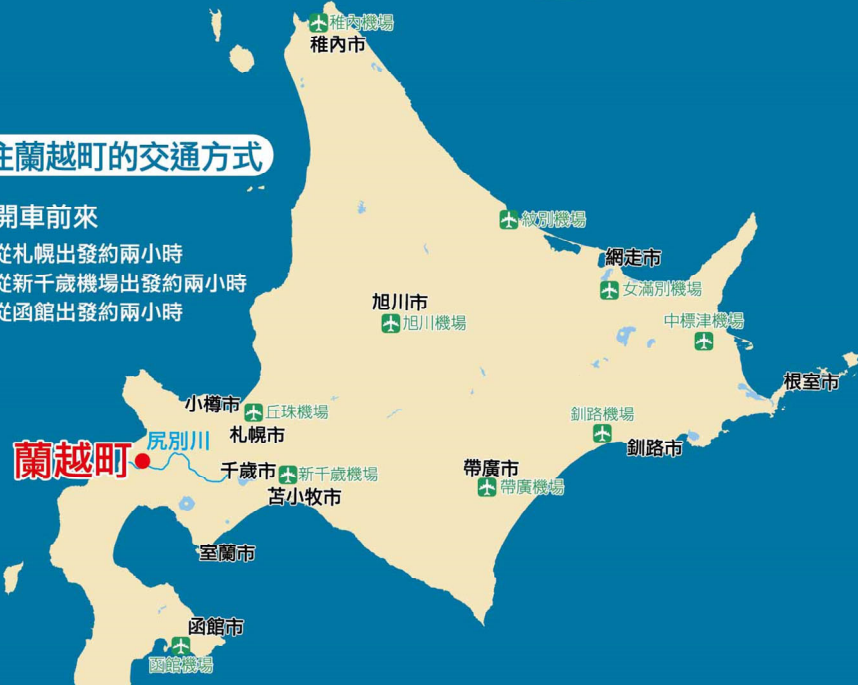 稚內機場
稚內市
往蘭越町的交通方式
開車前來
從札幌出發約兩小時
從新千歲機場出發約兩小時
從函館出發約兩小時
紋別機場
網走市
女滿別機場
旭川市
旭川機場
中標津機場
根室市
小樽市
丘珠機場
札幌市
釧路機場
釧路市
蘭越町
尻別川
千歲市
新千歲機場
苫小牧市
帶廣市
帶廣機場
室蘭市
函館市
函館機場